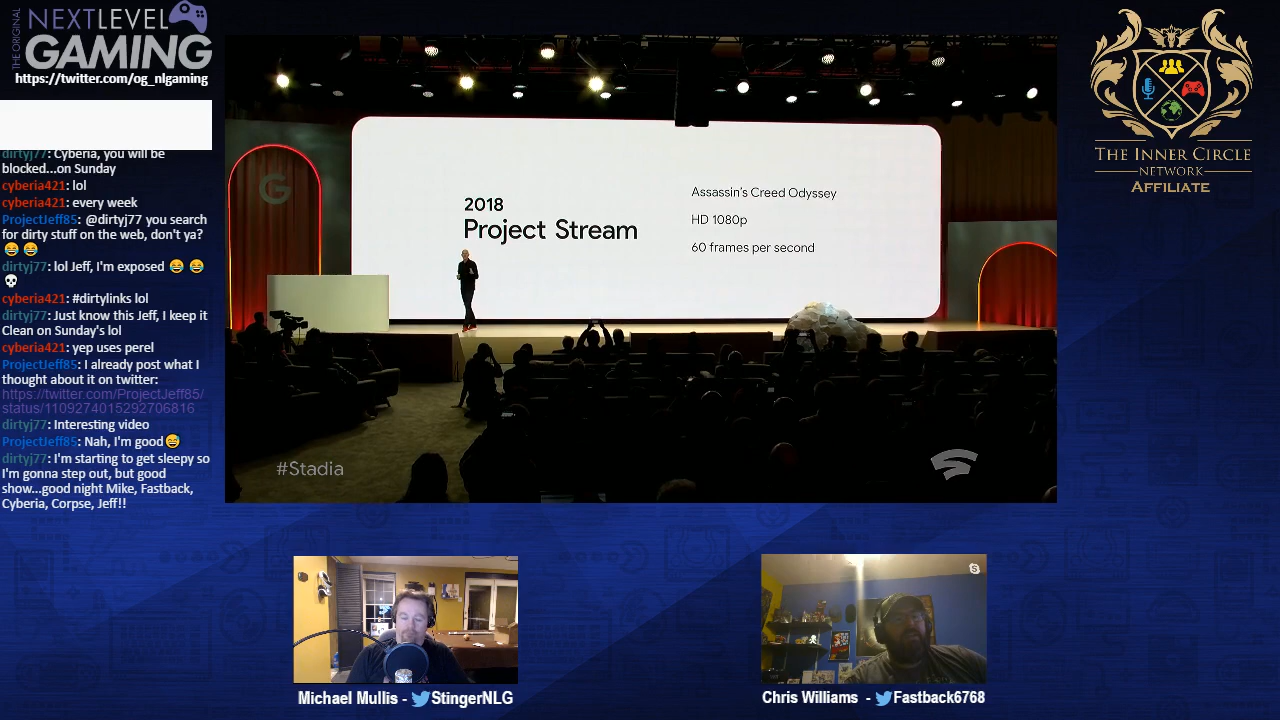 THE ORIGINAL
NEXTLEVEL
GAMING
https://twitter.com/og_nlgaming
dirtyj77: Cyberia, you will be
blocked...on Sunday
cyberia421: lol
cyberia421: every week
ProjectJeff85: @dirtyj77 you search
for dirty stuff on the web, don't ya?
😂 😂
dirtyj77: lol Jeff, I'm exposed 😂 😂
💀
cyberia421: #dirtylinks lol
dirtyj77: Just know this Jeff, I keep it
Clean on Sunday's lol
cyberia421: yep uses perel
ProjectJeff85: I already post what I
thought about it on twitter:
https://twitter.com/ProjectJeff85/
status/1109274015292706816
dirtyj77: Interesting video
ProjectJeff85: Nah, I'm good😅
dirtyj77: I'm starting to get sleepy so
I'm gonna step out, but good
show...good night Mike, Fastback,
Cyberia, Corpse, Jeff!!
G
2018
Project Stream
Assassin's Creed Odyssey
HD 1080p
60 frames per second
#Stadia
THE INNER CIRCLE
NETWORK
AFFILIATE
S
Michael Mullis - StingerNLG
Chris Williams - Fastback6768